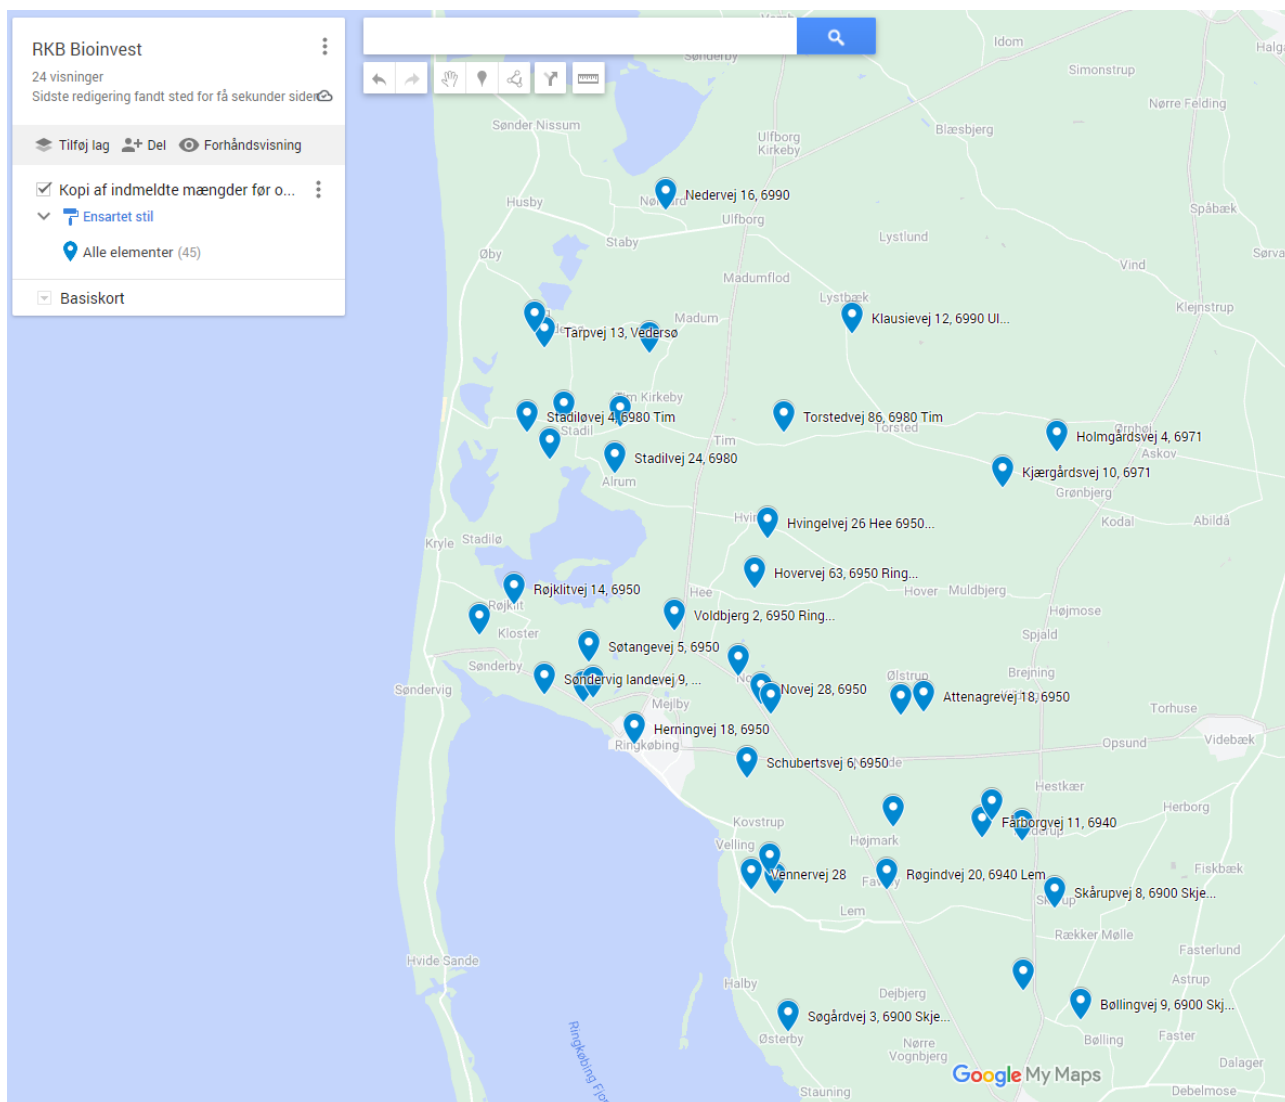 RKB Bioinvest
24 visninger
Sidste redigering fandt sted for få sekunder siden
Tilføj lag
Del
Forhåndsvisning
Kopi af indmeldte mængder før o...
Ensartet stil
Alle elementer (45)
Basiskort
Idom
Simonstrup
Sønderby
Nørre Felding
Sønder Nissum
Ulfborg
Kirkeby
Blæsbjerg
Nedervej 16, 6990
Husby
Ulfborg
Spåbæk
Staby
Lystlund
Øby
Vind
Madumflod
Lystbæk
Klejnstrup
Madum
Klausievej 12, 6990 Ul...
Tarpvej 13, Vedersø
Tim Kirkeby
Stadiløvej 4, 6980 Tim
Torstedvej 86, 6980 Tim
Stadil
Torsted
Tim
Holmgårdsvej 4, 6971
Ørnhøj
Askov
Stadilvej 24, 6980
Alrum
Kjærgårdsvej 10, 6971
Grønbjerg
Hvingelvej 26 Hee 6950...
Kodal
Abildå
Kryle
Stadilø
Hovervej 63, 6950 Ring...
Røjklitvej 14, 6950
Hee
Hover
Muldbjerg
Røjklit
Voldbjerg 2, 6950 Ring...
Højmose
Kloster
Spjald
Søtangevej 5, 6950
Sønderby
Brejning
Ølstrup
Søndervig landevej 9, ...
Søndervig
Novej 28, 6950
Attenagrevej 18, 6950
Mejlby
Torhuse
Herningvej 18, 6950
Ringkøbing
Opsund
Videbæk
Schubertsvej 6, 6950
Hestkær
Herborg
Kovstrup
Fårborgvej 11, 6940
Højmark
Velling
Vennervej 28
Røgindvej 20, 6940 Lem
Fiskbæk
Skårupvej 8, 6900 Skje...
Lem
Rækker Mølle
Fasterlund
Hvide Sande
Astrup
Halby
Dejbjerg
Bøllingvej 9, 6900 Skj...
Søgårdvej 3, 6900 Skje...
Østerby
Nørre
Vognbjerg
Bølling
Faster
Ringkøbing Fjord
Dalager
Google My Maps
Stauning
Debelmose